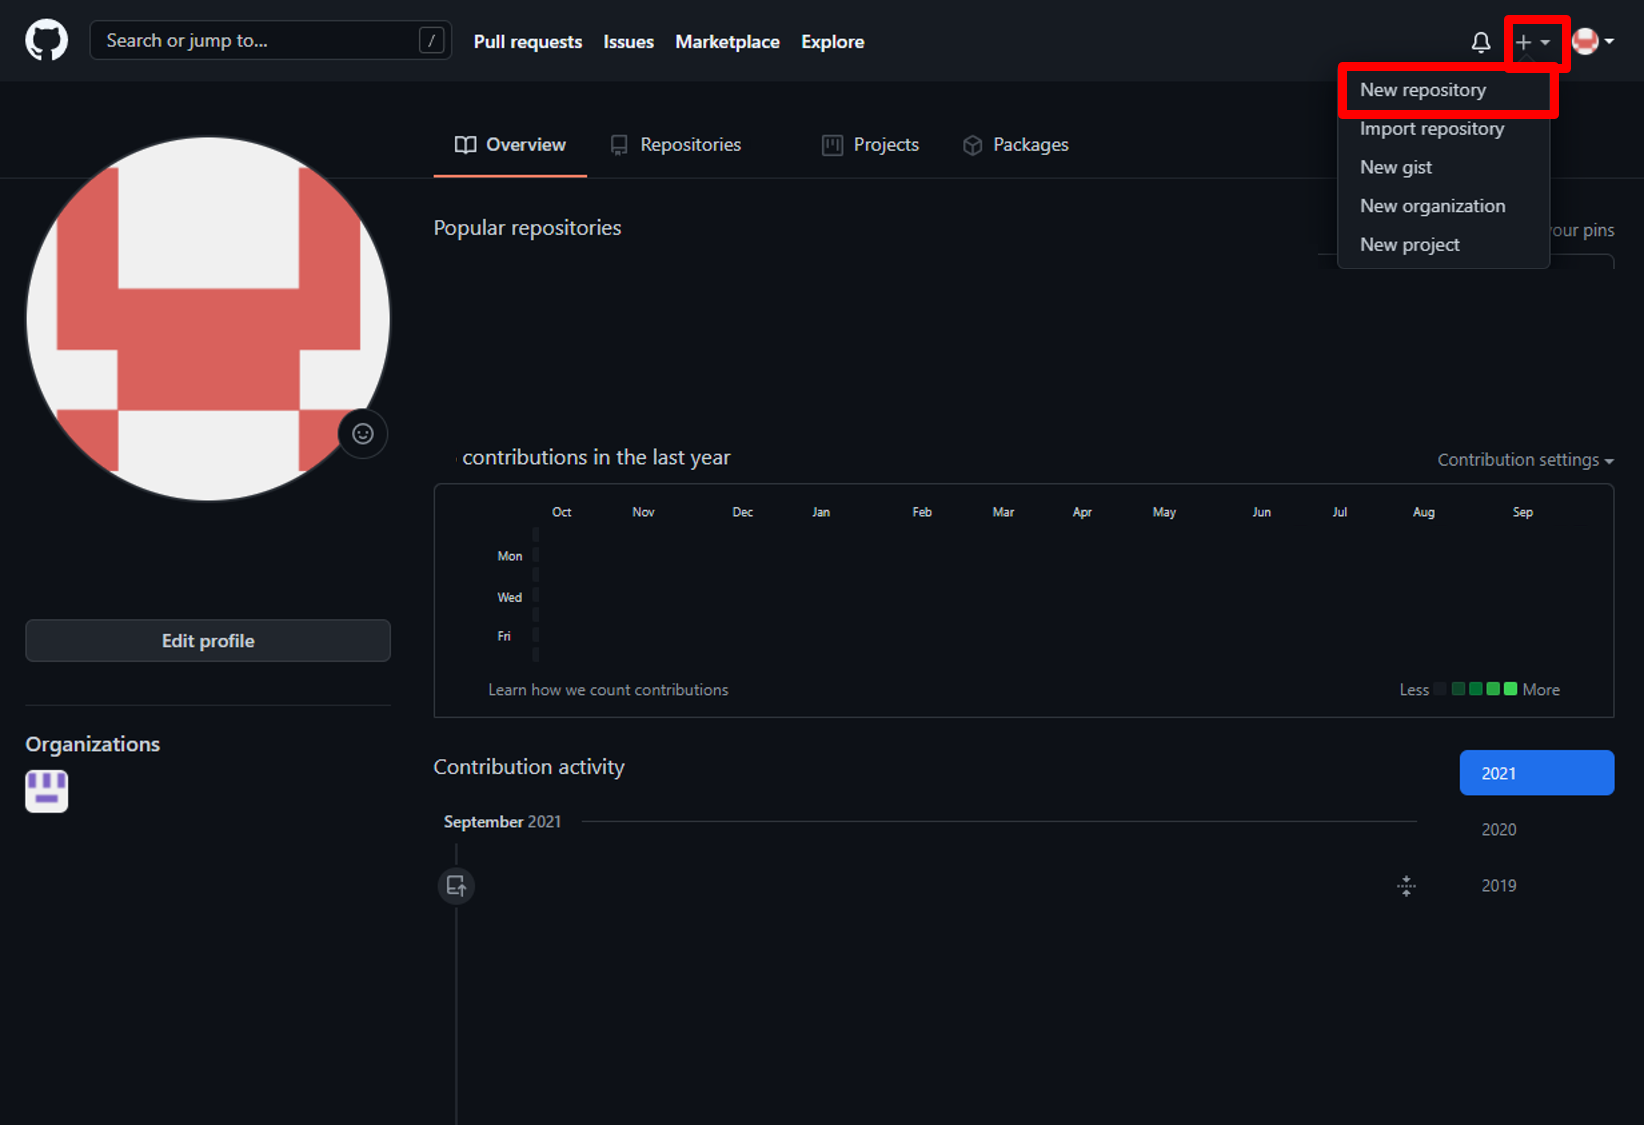 Search or jump to... /
Pull requests Issues Marketplace Explore
New repository
Import repository
New gist
New organization
New project
Overview Repositories Projects Packages
Popular repositories
your pins
contributions in the last year
Contribution settings
Oct Nov Dec Jan Feb Mar Apr May Jun Jul Aug Sep
Mon
Wed
Fri
Learn how we count contributions
Less More
Edit profile
Organizations
Contribution activity
2021
September 2021
2020
2019